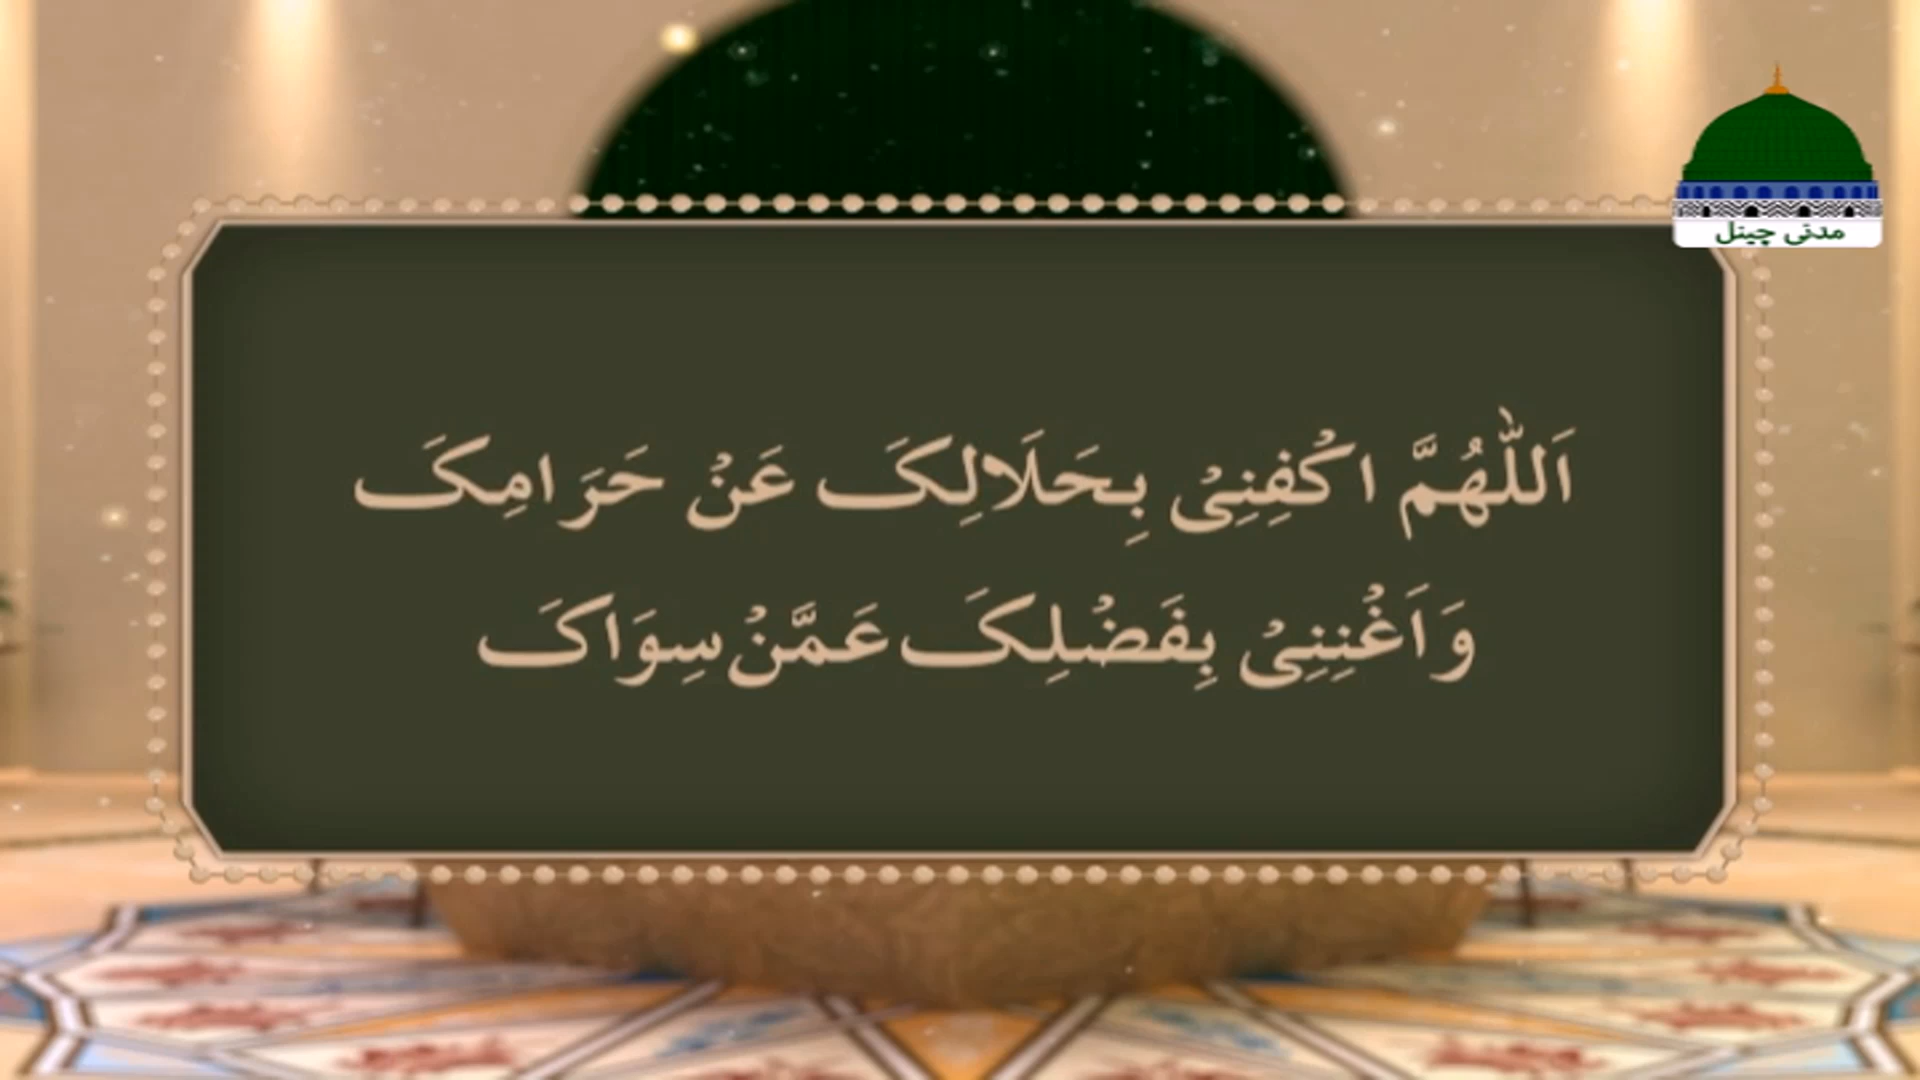 مدنی چینل
اَللّٰھُمَّ اکْفِنِیْ بِحَلَالِکَ عَنْ حَرَامِکَ
وَاَغْنِنِیْ بِفَضْلِکَ عَمَّنْ سِوَاکَ